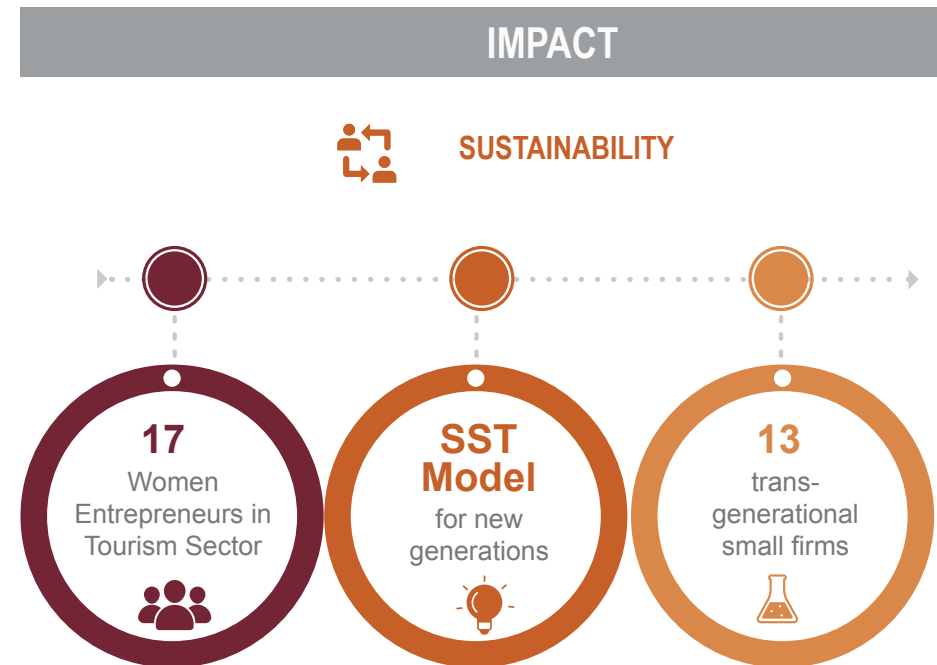 IMPACT
SUSTAINABILITY
17
Women
Entrepreneurs in
Tourism Sector
SST
Model
for new
generations
13
trans-
generational
small firms